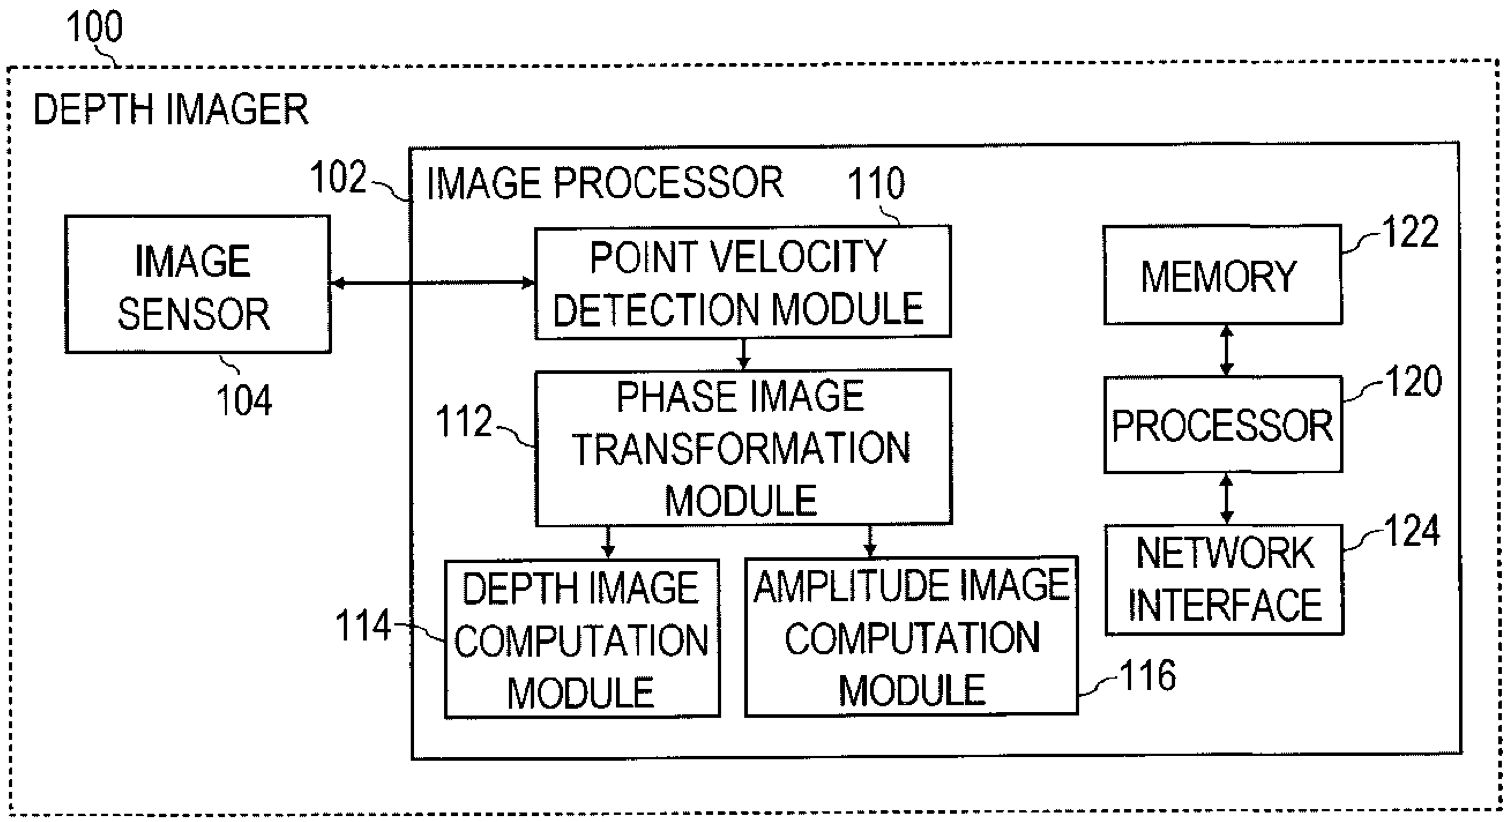 100
DEPTH IMAGER
102
IMAGE PROCESSOR
110
IMAGE
SENSOR
104
POINT VELOCITY
DETECTION MODULE
112
PHASE IMAGE
TRANSFORMATION
MODULE
114
DEPTH IMAGE
COMPUTATION
MODULE
AMPLITUDE IMAGE
COMPUTATION
MODULE
116
MEMORY
122
PROCESSOR
120
NETWORK
INTERFACE
124